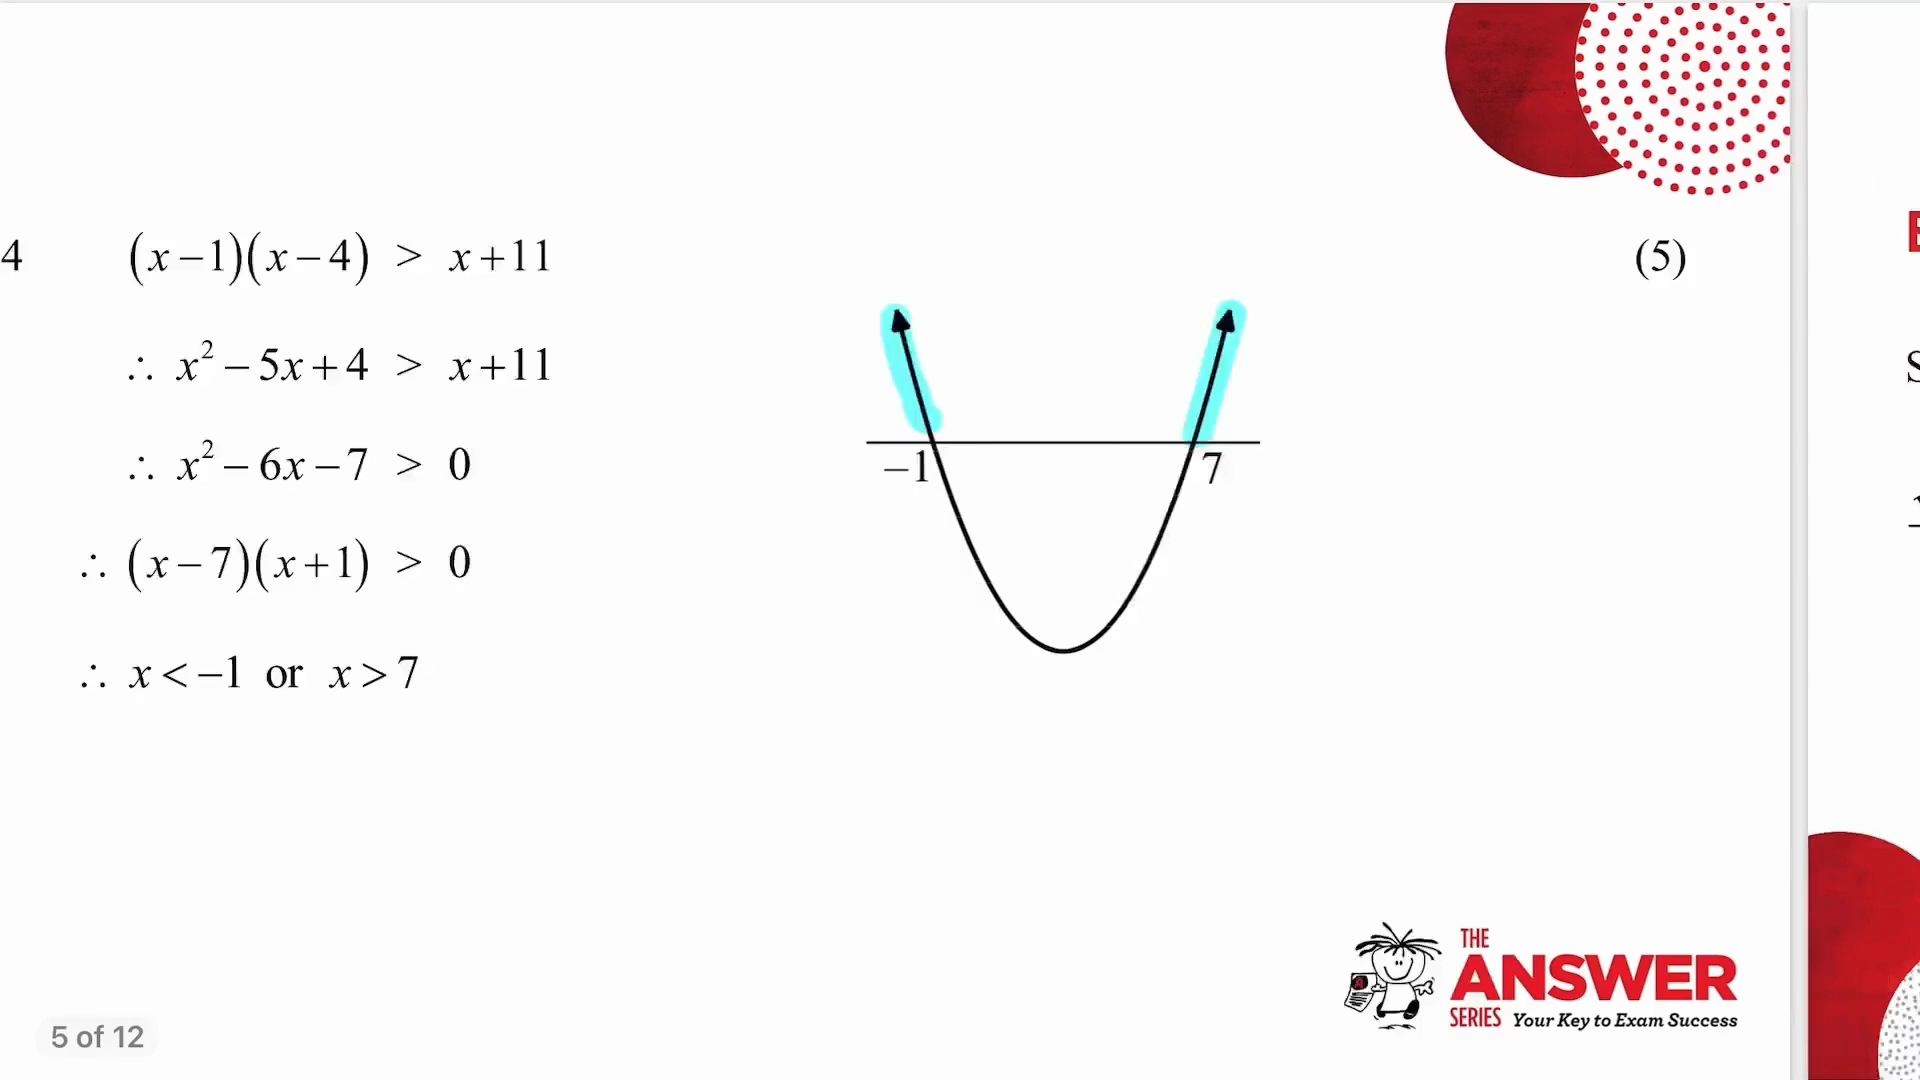 4 (x−1)(x−4) > x+11 (5)
∴ x² − 5x + 4 > x+11
∴ x² − 6x − 7 > 0
∴ (x−7)(x+1) > 0
∴ x < −1 or x > 7
−1 7
THE
ANSWER
SERIES Your Key to Exam Success
5 of 12